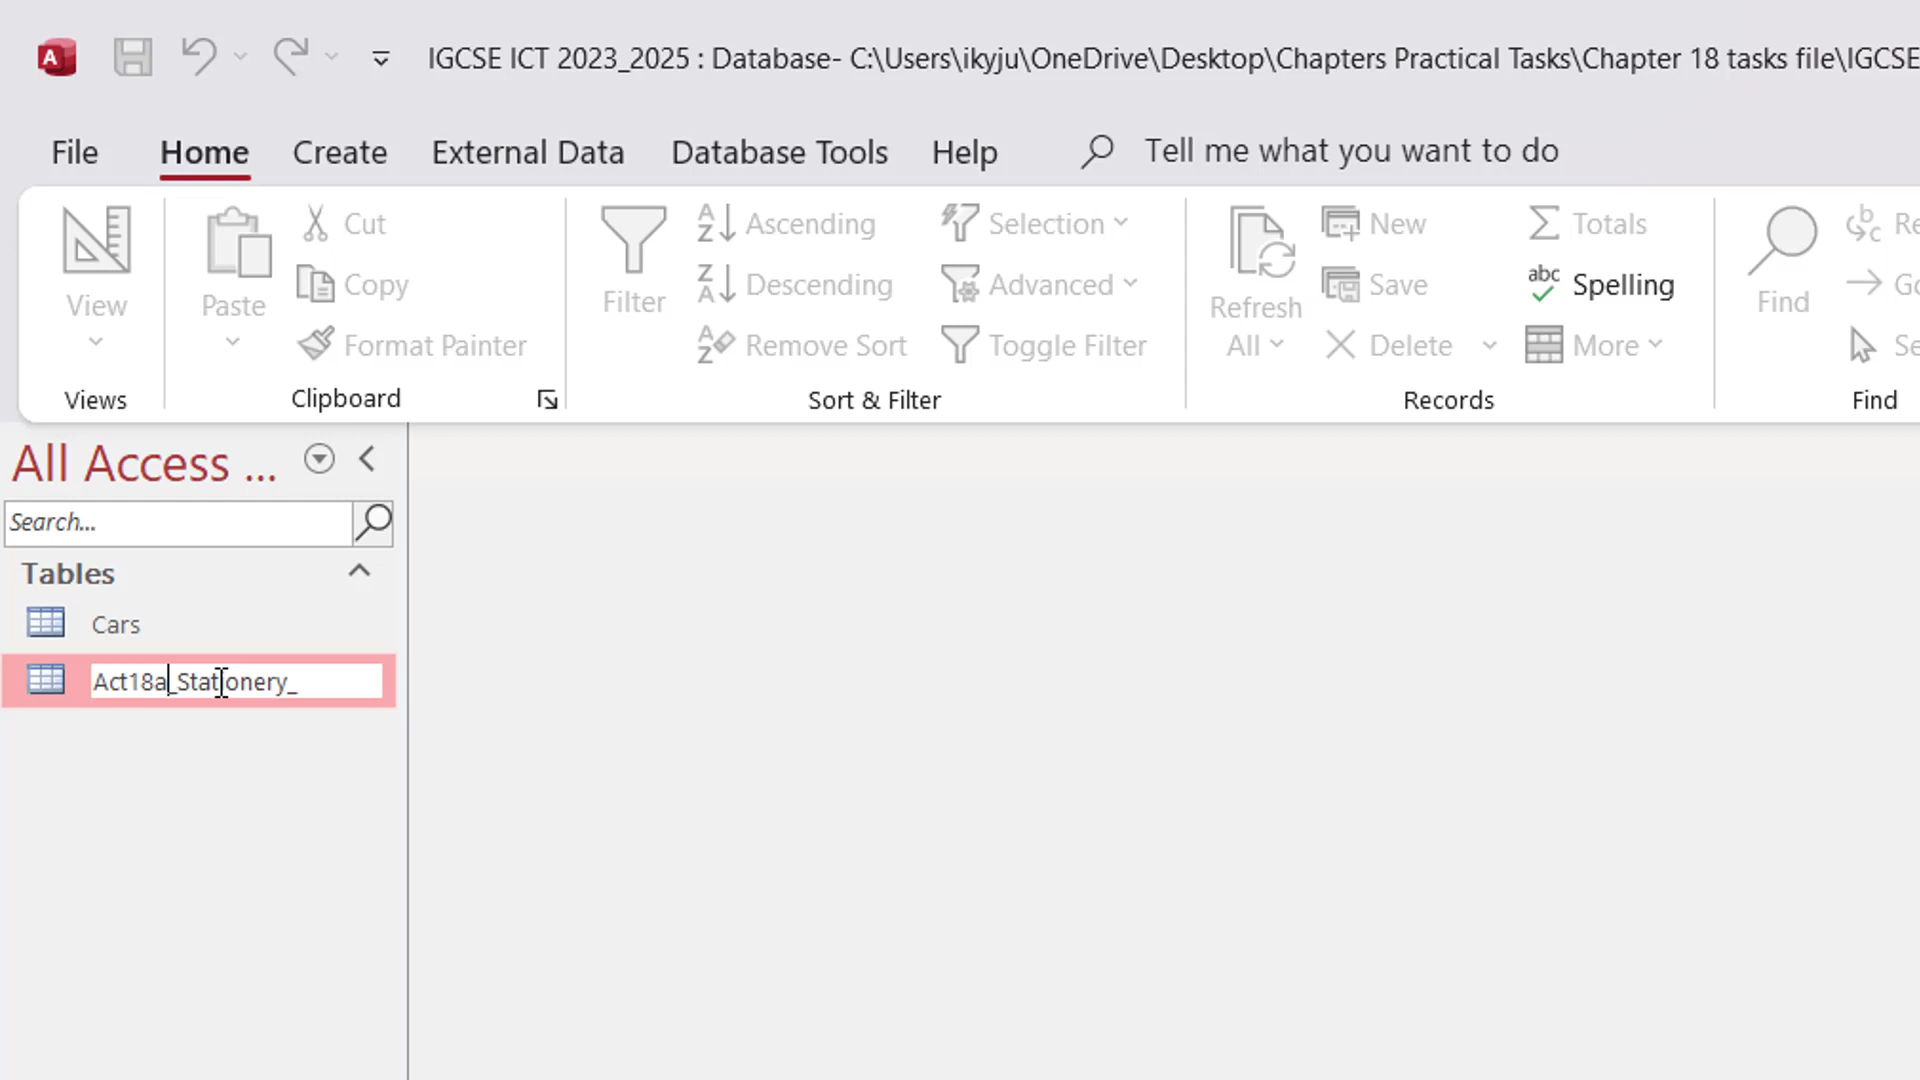 IGCSE ICT 2023_2025 : Database- C:\Users\ikyju\OneDrive\Desktop\Chapters Practical Tasks\Chapter 18 tasks file\IGCSE
File Home Create External Data Database Tools Help Tell me what you want to do
View
Views
Paste
Cut
Copy
Format Painter
Clipboard
Filter
Ascending
Descending
Remove Sort
Selection
Advanced
Toggle Filter
Sort & Filter
Refresh
All
New
Save
Delete
Totals
Spelling
More
Records
Find
Re
Go
Se
Find
All Access ...
Search...
Tables
Cars
Act18a_Stationery_